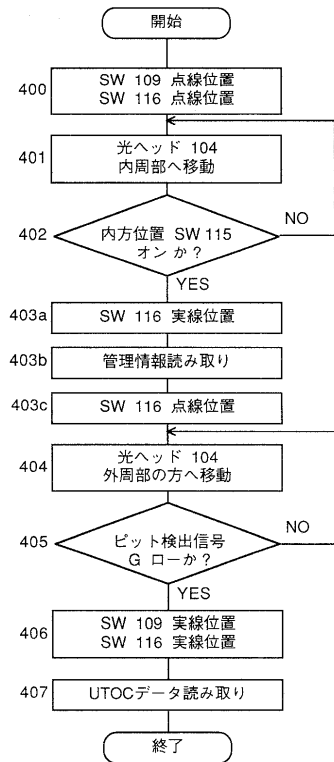 開始
400
SW 109 点線位置
SW 116 点線位置
401
光ヘッド 104
内周部へ移動
402
内方位置 SW 115
オン か ?
NO
YES
403a
SW 116 実線位置
403b
管理情報読み取り
403c
SW 116 点線位置
404
光ヘッド 104
外周部の方へ移動
405
ピット検出信号
G ローか ?
NO
YES
406
SW 109 実線位置
SW 116 実線位置
407
UTOCデータ読み取り
終了